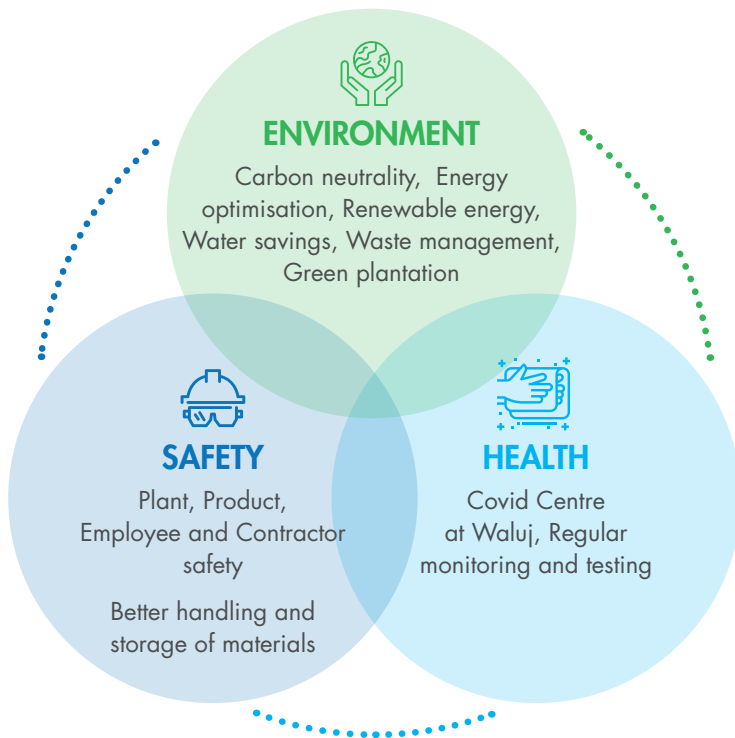 ENVIRONMENT
Carbon neutrality, Energy
optimisation, Renewable energy,
Water savings, Waste management,
Green plantation
SAFETY
Plant, Product,
Employee and Contractor
safety
Better handling and
storage of materials
HEALTH
Covid Centre
at Waluj, Regular
monitoring and testing